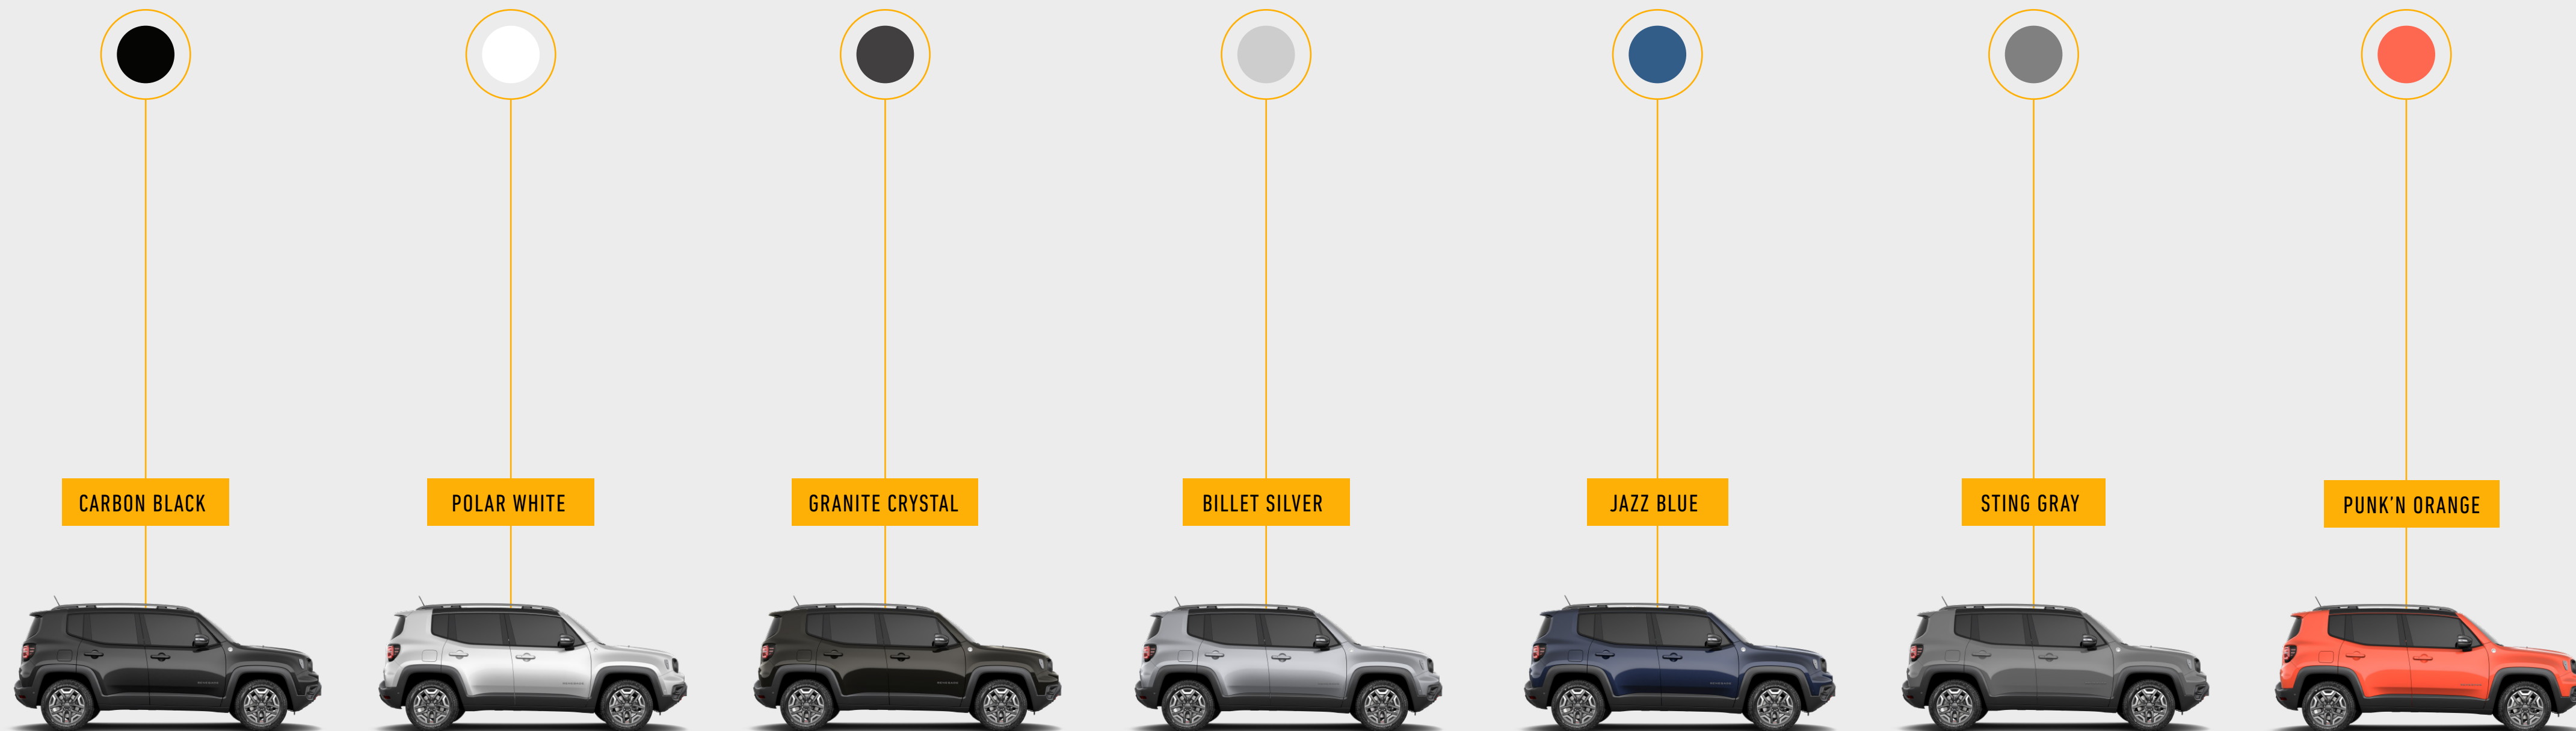 CARBON BLACK
POLAR WHITE
GRANITE CRYSTAL
BILLET SILVER
JAZZ BLUE
STING GRAY
PUNK'N ORANGE